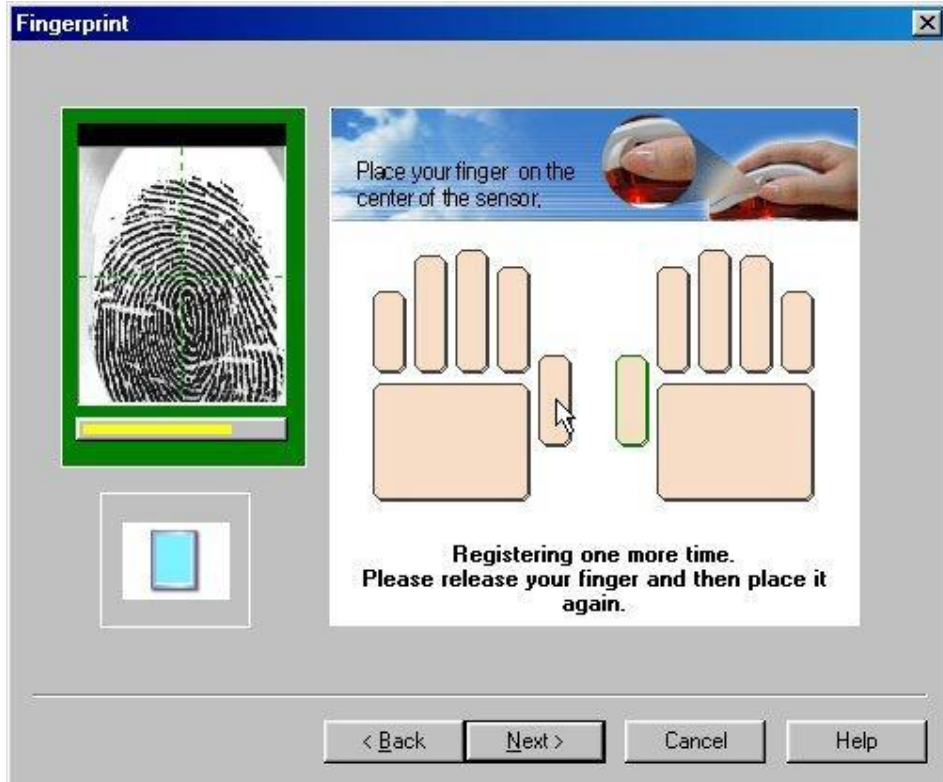 Fingerprint
Place your finger on the
center of the sensor.
Registering one more time.
Please release your finger and then place it
again.
< Back
Next >
Cancel
Help